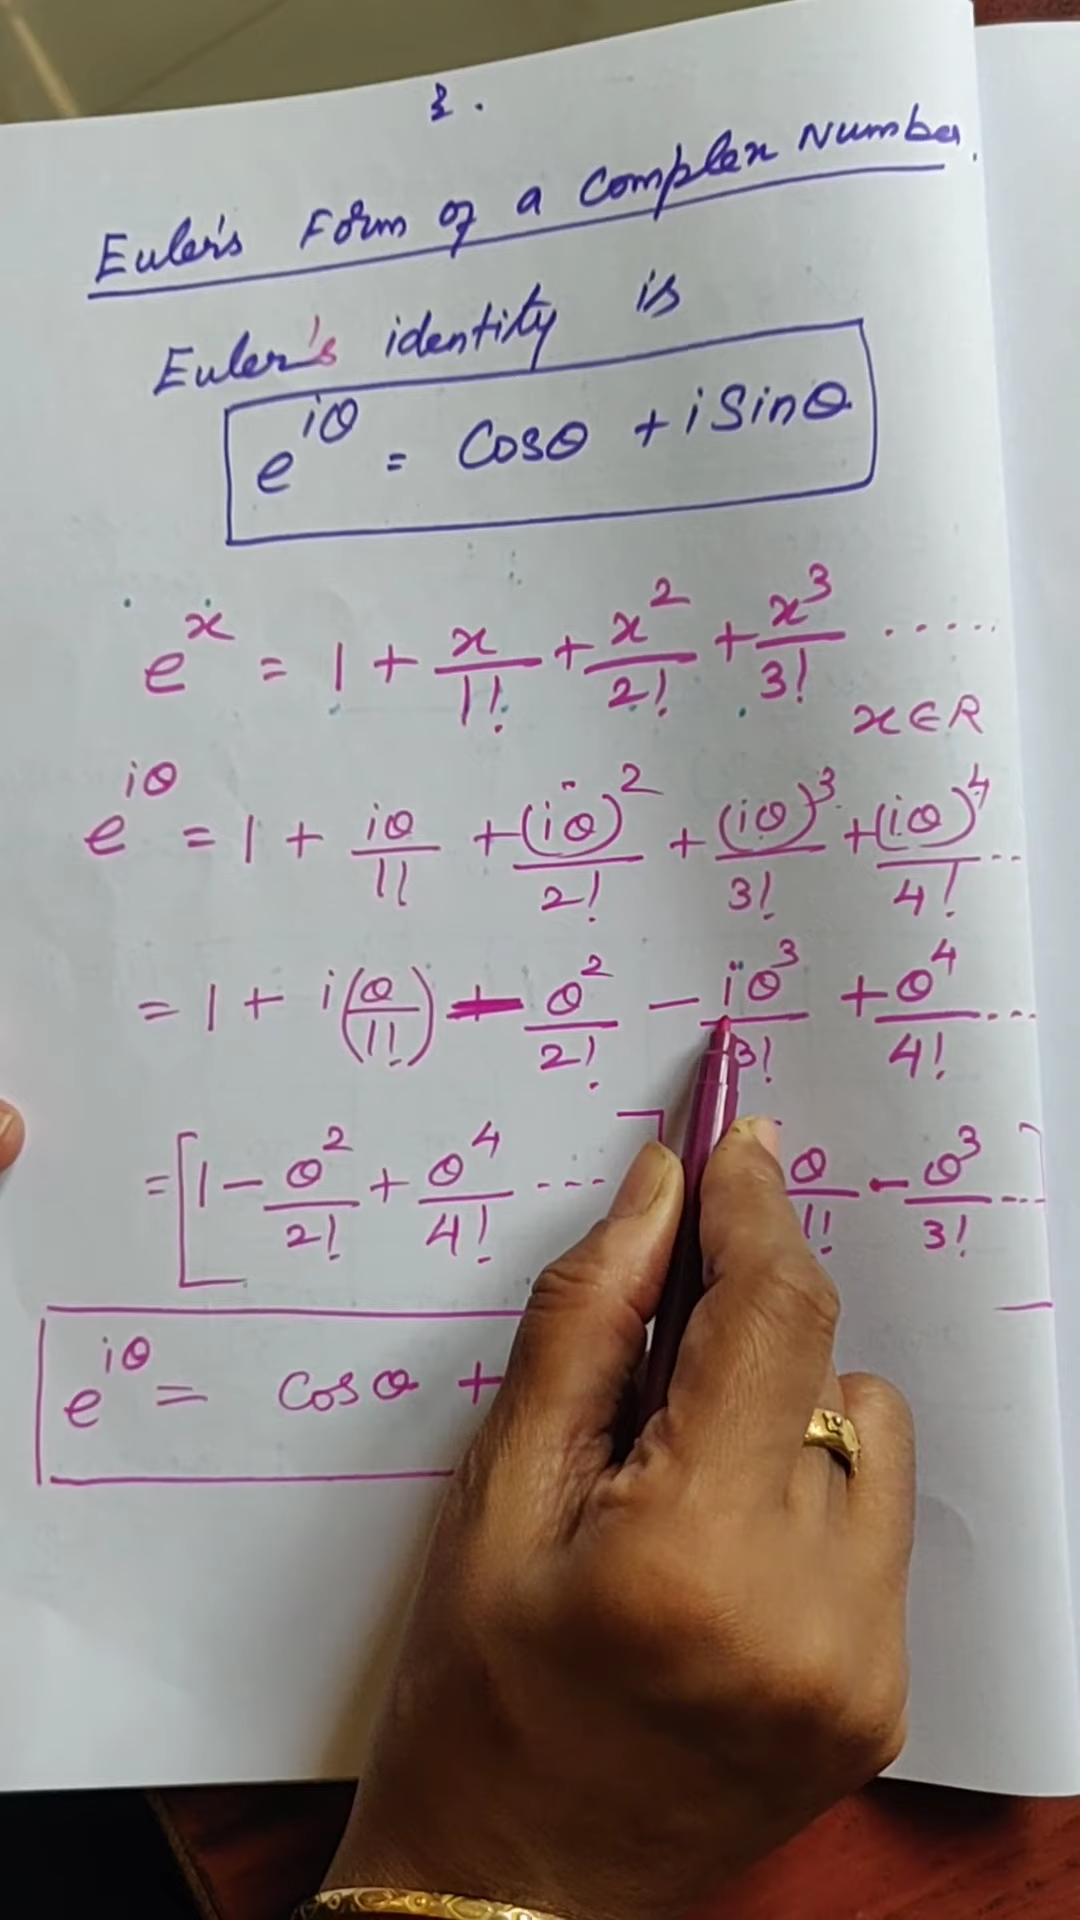 3.
Euler's Form of a Complex Number.
Euler's identity is
e^{iθ} = Cosθ + i Sinθ
e^x = 1 + x/1! + x^2/2! + x^3/3! .....
x ∈ R
e^{iθ} = 1 + iθ/1! + (iθ)^2/2! + (iθ)^3/3! + (iθ)^4/4! ...
= 1 + i(θ/1!) - θ^2/2! - iθ^3/3! + θ^4/4! ...
= [1 - θ^2/2! + θ^4/4! ....] θ/1! - θ^3/3! ...]
e^{iθ} = Cosθ +